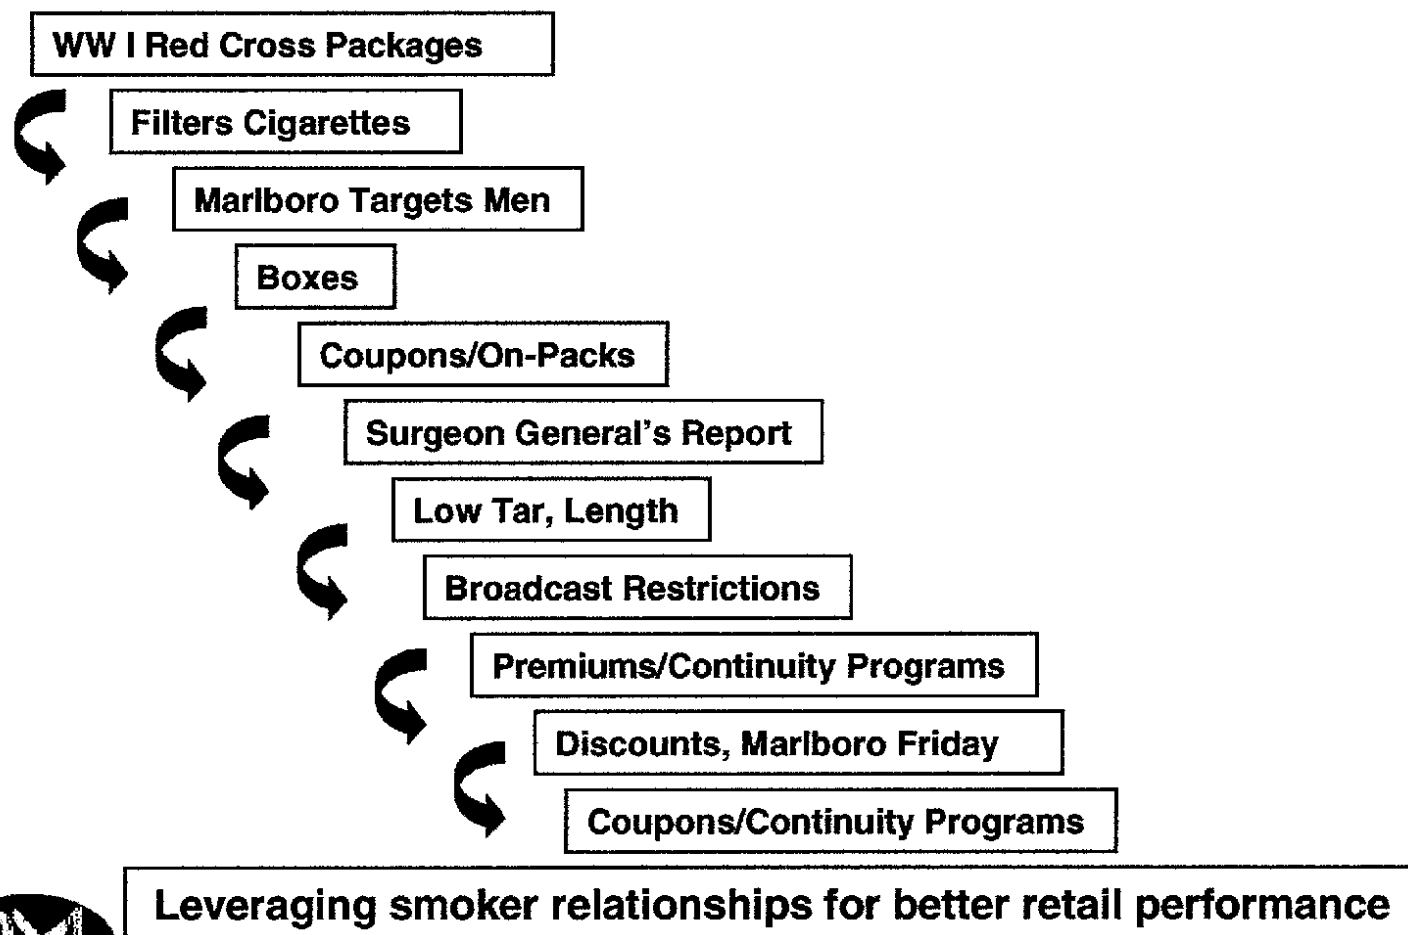 WW I Red Cross Packages
Filters Cigarettes
Marlboro Targets Men
Boxes
Coupons/On-Packs
Surgeon General's Report
Low Tar, Length
Broadcast Restrictions
Premiums/Continuity Programs
Discounts, Marlboro Friday
Coupons/Continuity Programs
Leveraging smoker relationships for better retail performance